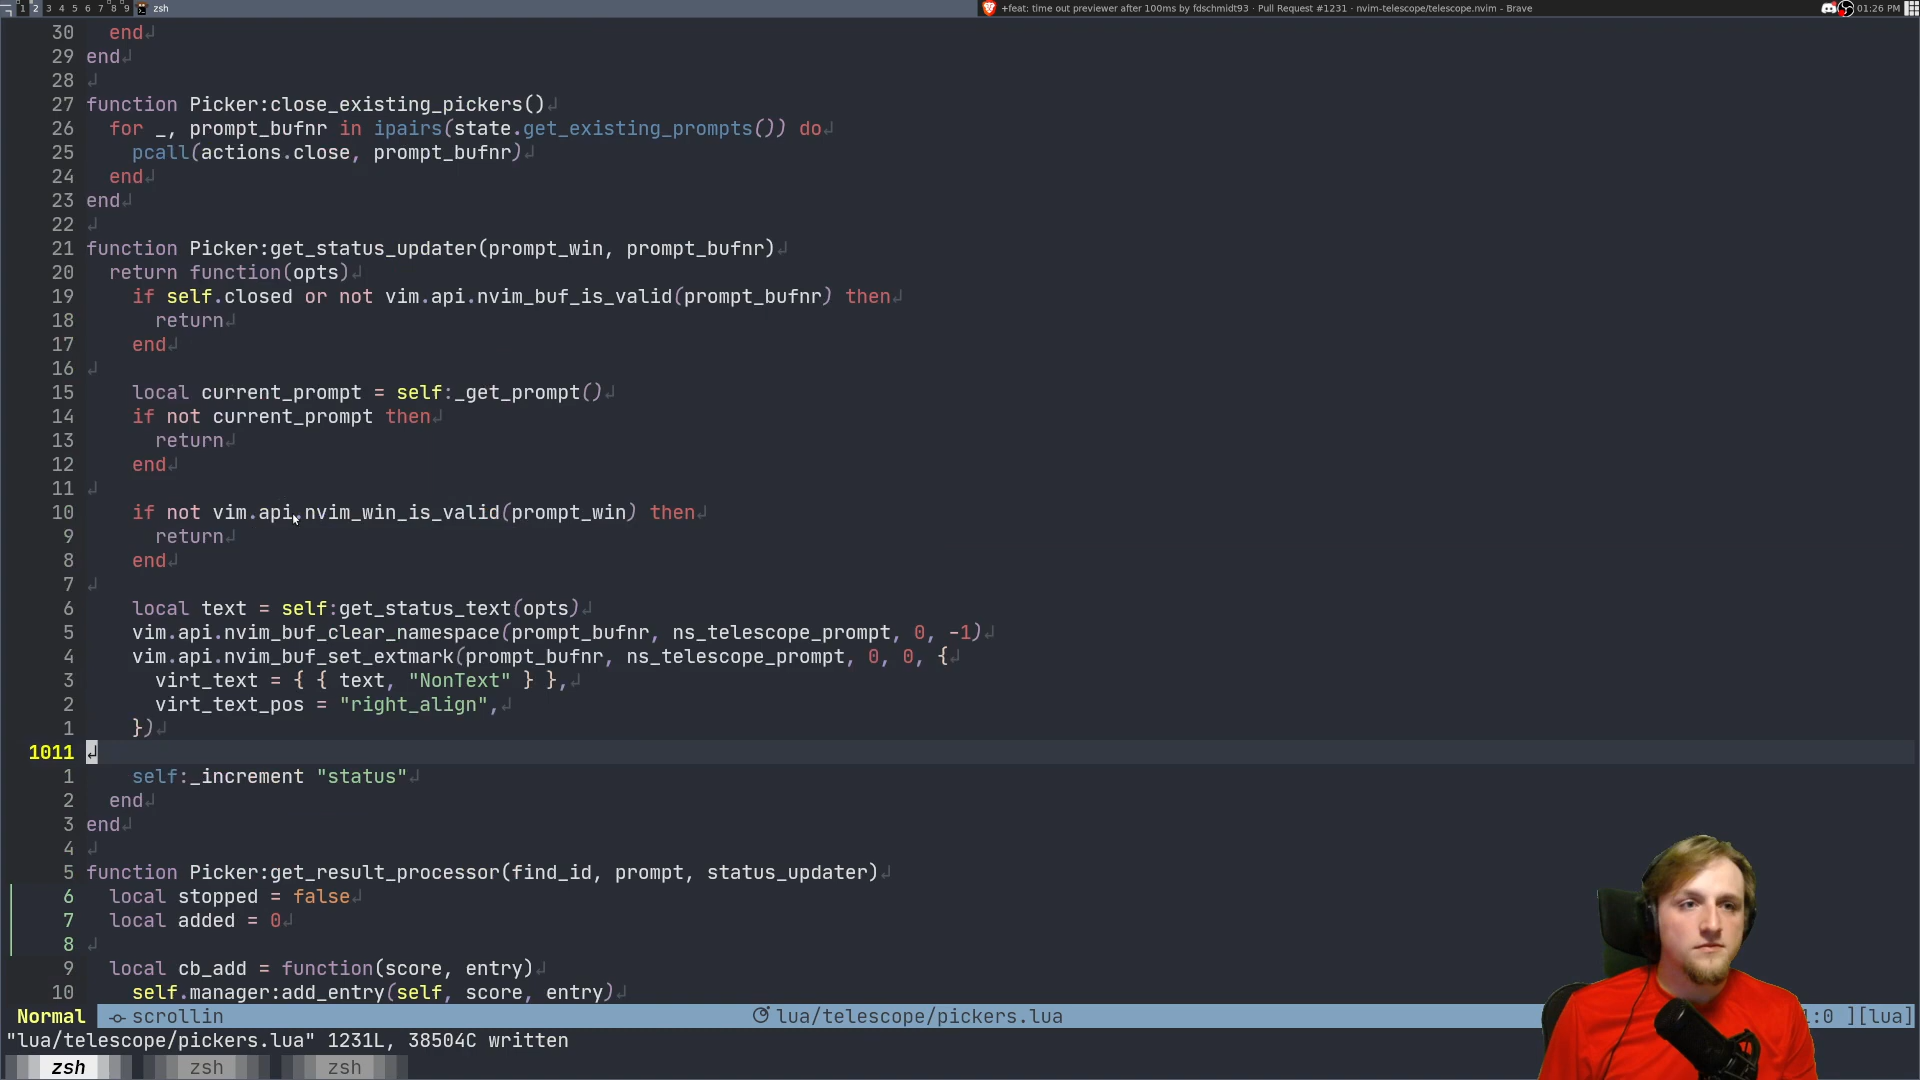 1 2 3 4 5 6 7 8 9 zsh +feat: time out previewer after 100ms by fdschmidt93 · Pull Request #1231 · nvim-telescope/telescope.nvim - Brave 01:26 PM
30     end↲
29 end↲
28 ↲
27 function Picker:close_existing_pickers()↲
26   for _, prompt_bufnr in ipairs(state.get_existing_prompts()) do↲
25     pcall(actions.close, prompt_bufnr)↲
24   end↲
23 end↲
22 ↲
21 function Picker:get_status_updater(prompt_win, prompt_bufnr)↲
20   return function(opts)↲
19     if self.closed or not vim.api.nvim_buf_is_valid(prompt_bufnr) then↲
18       return↲
17     end↲
16 ↲
15     local current_prompt = self:_get_prompt()↲
14     if not current_prompt then↲
13       return↲
12     end↲
11 ↲
10     if not vim.api.nvim_win_is_valid(prompt_win) then↲
9       return↲
8     end↲
7 ↲
6     local text = self:get_status_text(opts)↲
5     vim.api.nvim_buf_clear_namespace(prompt_bufnr, ns_telescope_prompt, 0, -1)↲
4     vim.api.nvim_buf_set_extmark(prompt_bufnr, ns_telescope_prompt, 0, 0, {↲
3       virt_text = { { text, "NonText" } },↲
2       virt_text_pos = "right_align",↲
1     })↲
1011 ↲
1     self:_increment "status"↲
2   end↲
3 end↲
4 ↲
5 function Picker:get_result_processor(find_id, prompt, status_updater)↲
6   local stopped = false↲
7   local added = 0↲
8 ↲
9   local cb_add = function(score, entry)↲
10     self.manager:add_entry(self, score, entry)↲
Normal scrollin lua/telescope/pickers.lua :0 ][lua]
"lua/telescope/pickers.lua" 1231L, 38504C written
zsh zsh zsh